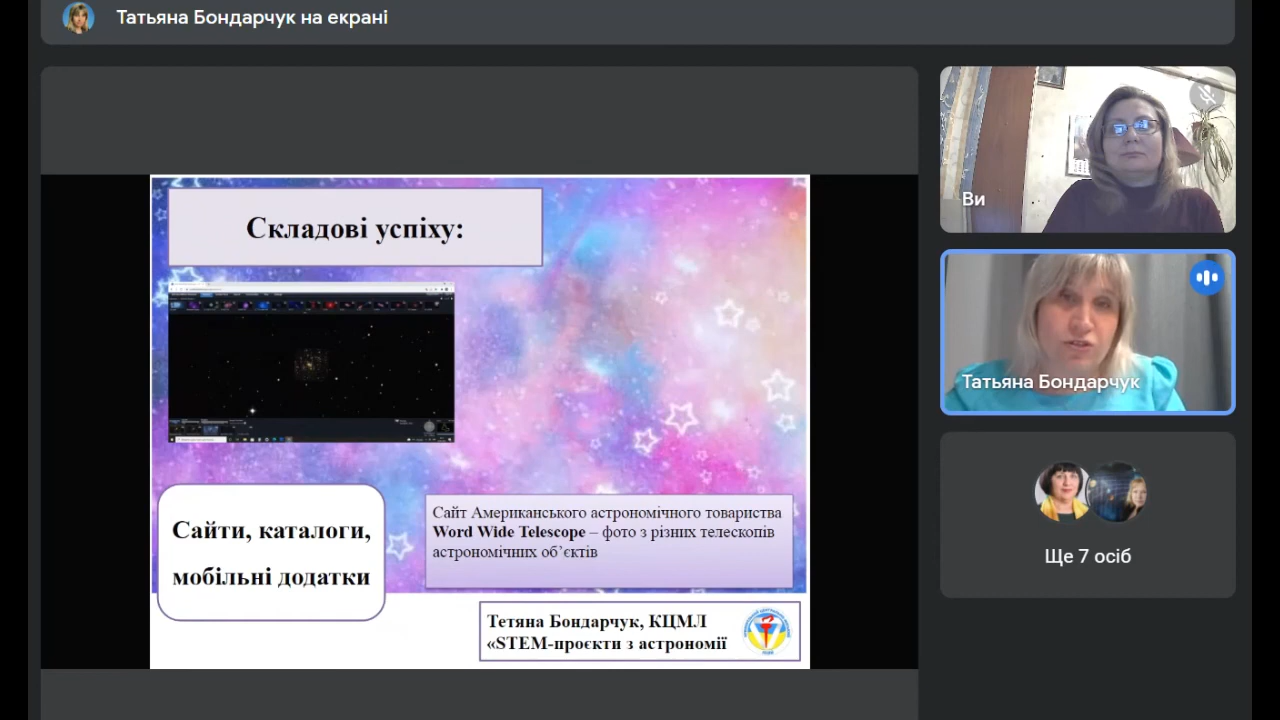 Татьяна Бондарчук на екрані
Складові успіху:
Сайти, каталоги,
мобільні додатки
Сайт Американського астрономічного товариства
Word Wide Telescope – фото з різних телескопів
астрономічних об’єктів
Тетяна Бондарчук, КЦМЛ
«STEM-проєкти з астрономії
Ви
Татьяна Бондарчук
Ще 7 осіб